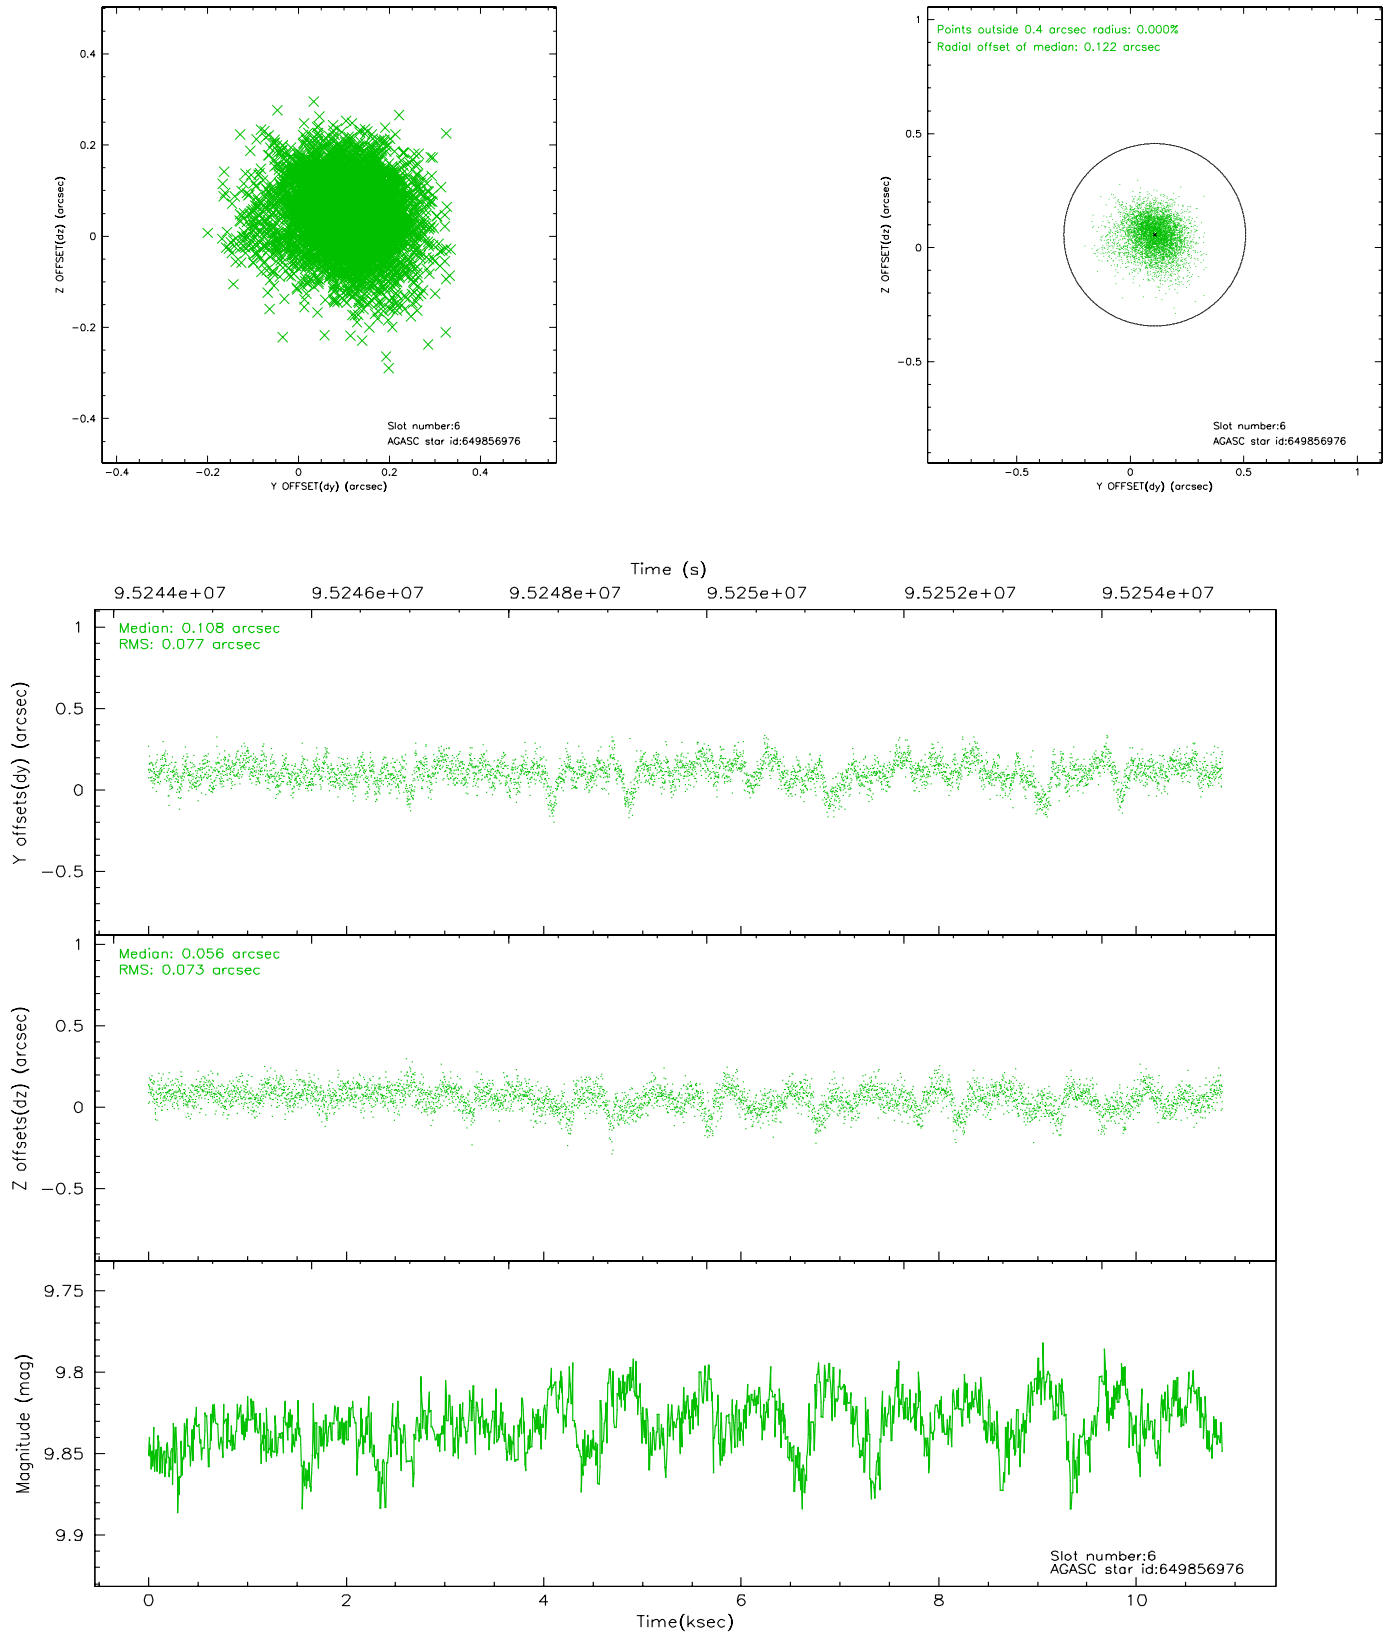 0.4
0.2
0
-0.2
-0.4
Z OFFSET(dz) (arcsec)
Slot number:6
AGASC star id:649856976
-0.4 -0.2 0 0.2 0.4
Y OFFSET(dy) (arcsec)
Points outside 0.4 arcsec radius: 0.000%
Radial offset of median: 0.122 arcsec
1
0.5
0
-0.5
Z OFFSET(dz) (arcsec)
Slot number:6
AGASC star id:649856976
-0.5 0 0.5 1
Y OFFSET(dy) (arcsec)
Time (s)
9.5244e+07 9.5246e+07 9.5248e+07 9.525e+07 9.5252e+07 9.5254e+07
Median: 0.108 arcsec
RMS: 0.077 arcsec
1
0.5
0
-0.5
Y offsets(dy) (arcsec)
Median: 0.056 arcsec
RMS: 0.073 arcsec
1
0.5
0
-0.5
Z offsets(dz) (arcsec)
9.75
9.8
9.85
9.9
Magnitude (mag)
Slot number:6
AGASC star id:649856976
0 2 4 6 8 10
Time(ksec)